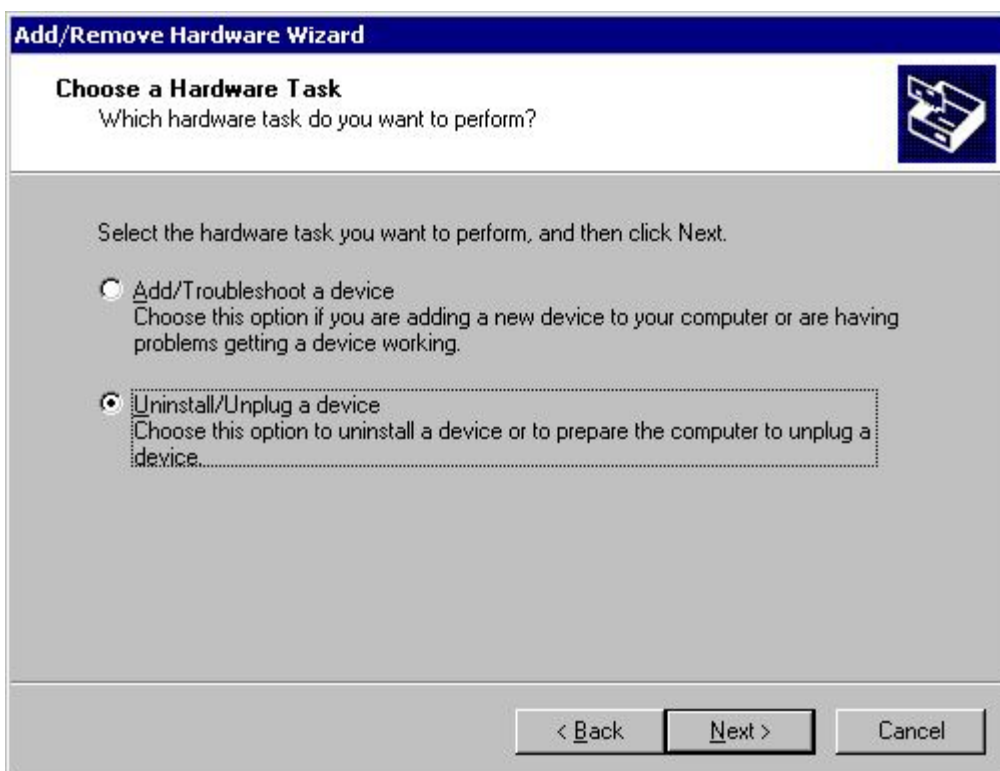 Add/Remove Hardware Wizard
Choose a Hardware Task
Which hardware task do you want to perform?
Select the hardware task you want to perform, and then click Next.
Add/Troubleshoot a device
Choose this option if you are adding a new device to your computer or are having
problems getting a device working.
Uninstall/Unplug a device
Choose this option to uninstall a device or to prepare the computer to unplug a
device.
< Back
Next >
Cancel